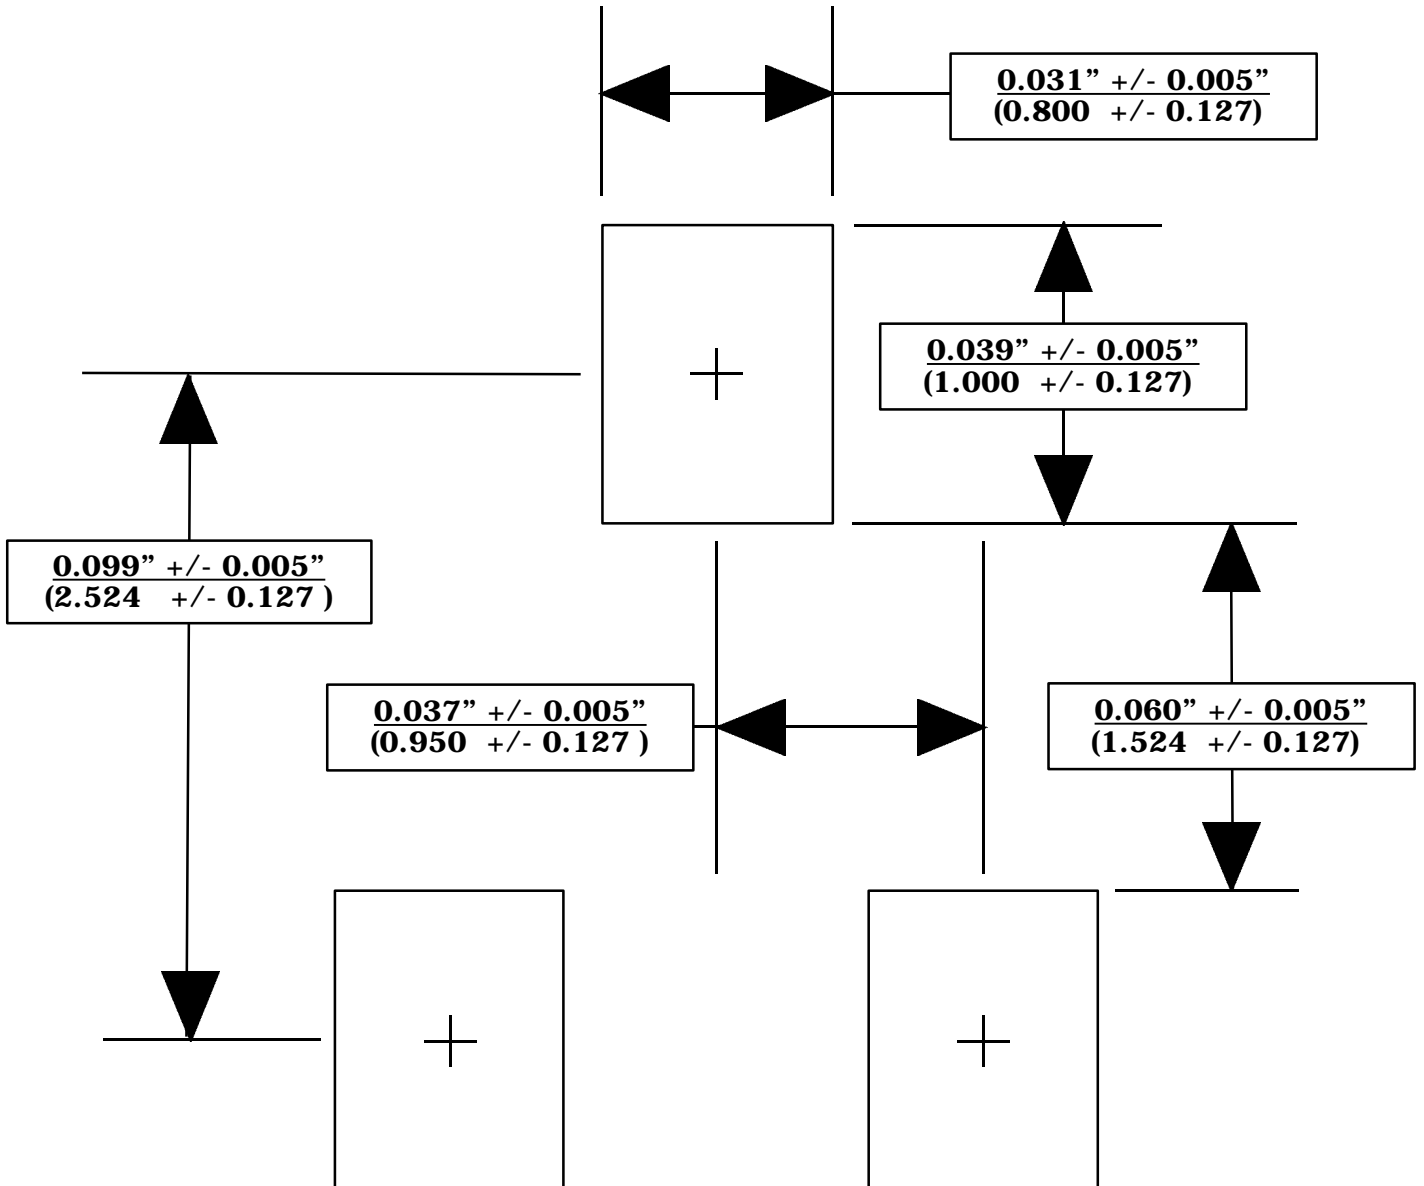 0.031” +/- 0.005”
(0.800 +/- 0.127)
0.039” +/- 0.005”
(1.000 +/- 0.127)
0.099” +/- 0.005”
(2.524 +/- 0.127 )
0.037” +/- 0.005”
(0.950 +/- 0.127 )
0.060” +/- 0.005”
(1.524 +/- 0.127)